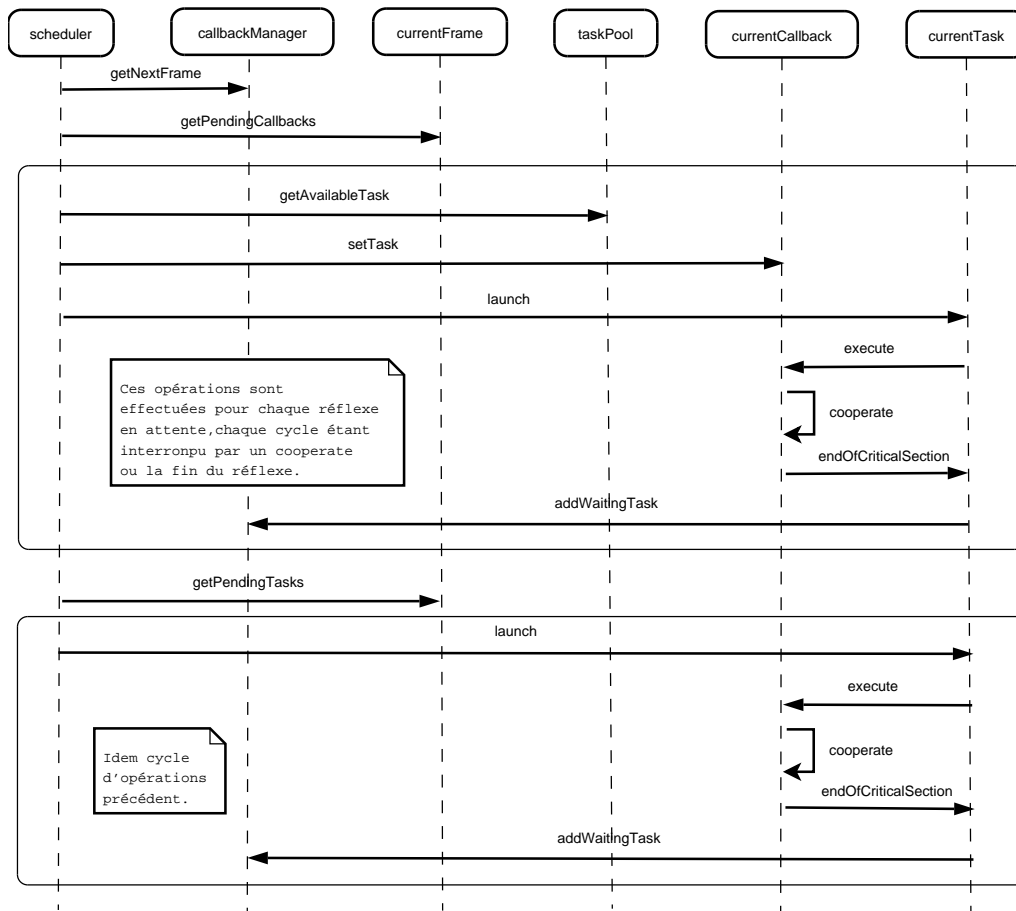 scheduler
callbackManager
currentFrame
taskPool
currentCallback
currentTask
getNextFrame
getPendingCallbacks
getAvailableTask
setTask
launch
execute
Ces opérations sont
effectuées pour chaque réflexe
en attente,chaque cycle étant
interronpu par un cooperate
ou la fin du réflexe.
cooperate
endOfCriticalSection
addWaitingTask
getPendingTasks
launch
execute
Idem cycle
d'opérations
précédent.
cooperate
endOfCriticalSection
addWaitingTask